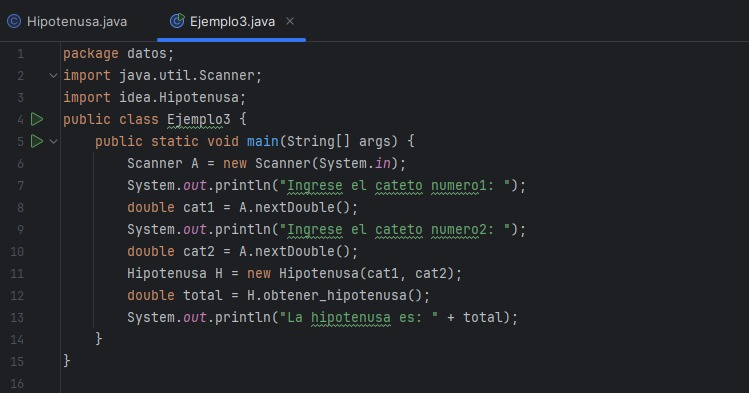 Hipotenusa.java
Ejemplo3.java
1 package datos;
2 import java.util.Scanner;
3 import idea.Hipotenusa;
4 public class Ejemplo3 {
5     public static void main(String[] args) {
6         Scanner A = new Scanner(System.in);
7         System.out.println("Ingrese el cateto numero1: ");
8         double cat1 = A.nextDouble();
9         System.out.println("Ingrese el cateto numero2: ");
10         double cat2 = A.nextDouble();
11         Hipotenusa H = new Hipotenusa(cat1, cat2);
12         double total = H.obtener_hipotenusa();
13         System.out.println("La hipotenusa es: " + total);
14     }
15 }
16